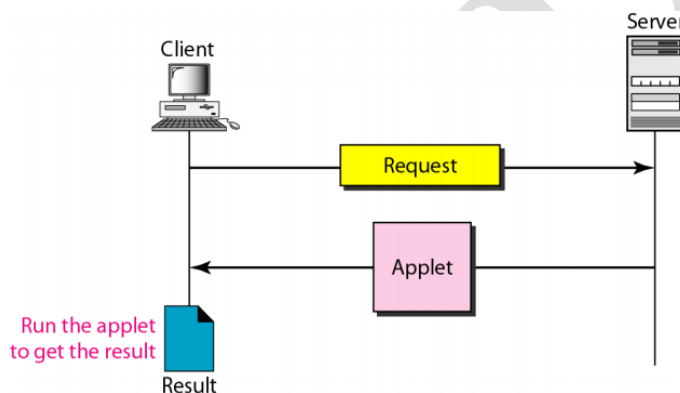 Server
Client
Request
Applet
Run the applet
to get the result
Result